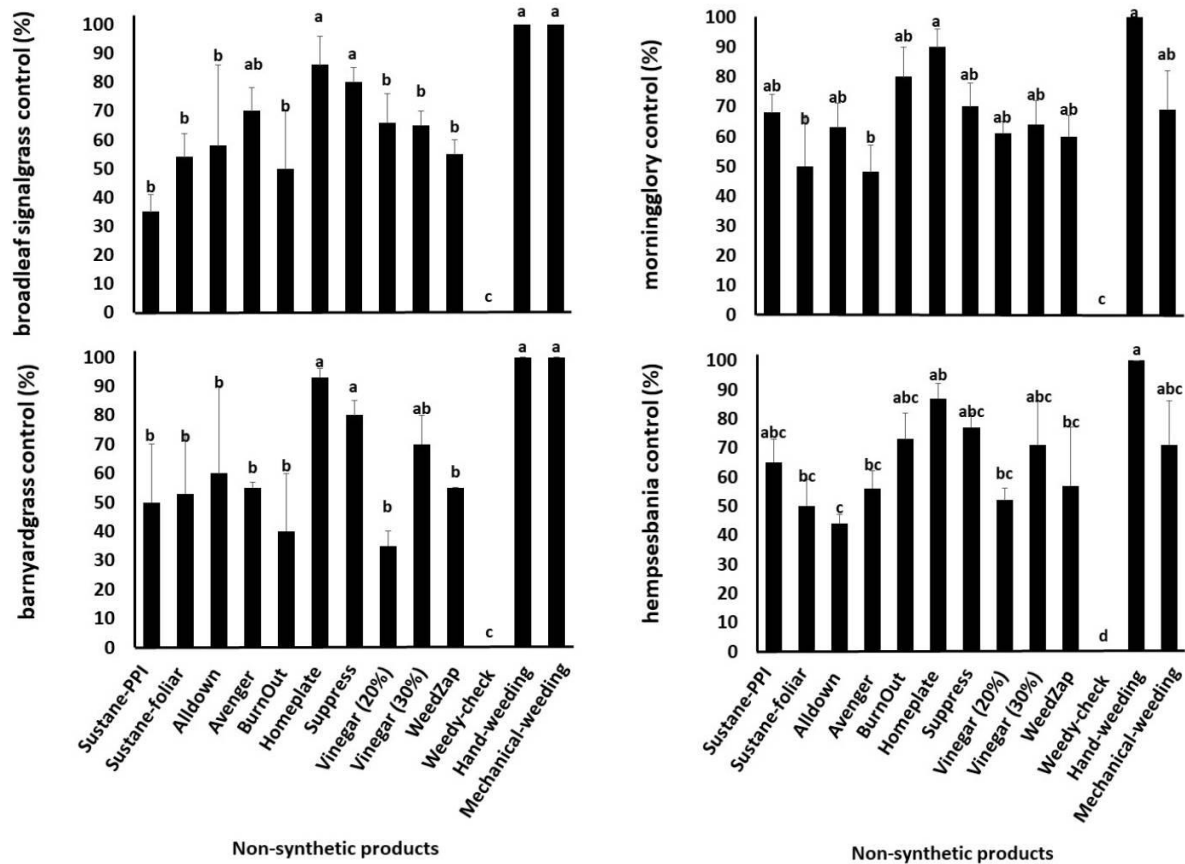 broadleaf signalgrass control (%)
100
90
80
70
60
50
40
30
20
10
0
b
b
b
ab
b
a
a
b
b
b
c
a
a
morningglory control (%)
100
90
80
70
60
50
40
30
20
10
0
ab
b
ab
b
ab
a
ab
ab
ab
ab
c
a
ab
barnyardgrass control (%)
100
90
80
70
60
50
40
30
20
10
0
b
b
b
b
b
a
a
b
ab
b
c
a
a
Sustane-PPI
Sustane-foliar
Alldown
Avenger
BurnOut
Homeplate
Suppress
Vinegar (20%)
Vinegar (30%)
WeedZap
Weedy-check
Hand-weeding
Mechanical-weeding
Non-synthetic products
hempsesbania control (%)
100
90
80
70
60
50
40
30
20
10
0
abc
bc
c
bc
abc
ab
abc
bc
abc
bc
d
a
abc
Sustane-PPI
Sustane-foliar
Alldown
Avenger
BurnOut
Homeplate
Suppress
Vinegar (20%)
Vinegar (30%)
WeedZap
Weedy-check
Hand-weeding
Mechanical-weeding
Non-synthetic products